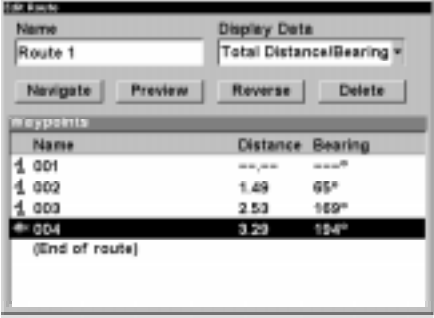 Edit Route
Name Display Data
Route 1 Total Distance/Bearing
Navigate Preview Reverse Delete
Waypoints
Name Distance Bearing
001 --.-- ---°
002 1.49 65°
003 2.53 169°
004 3.29 194°
(End of route)